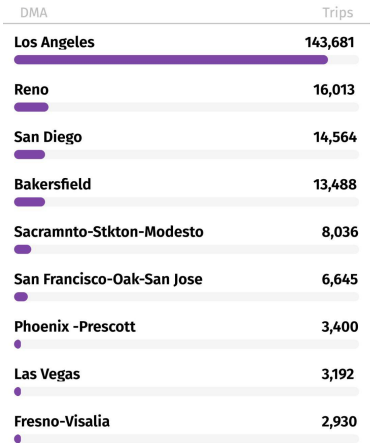 DMA Trips
Los Angeles 143,681
Reno 16,013
San Diego 14,564
Bakersfield 13,488
Sacramnto-Stkton-Modesto 8,036
San Francisco-Oak-San Jose 6,645
Phoenix -Prescott 3,400
Las Vegas 3,192
Fresno-Visalia 2,930